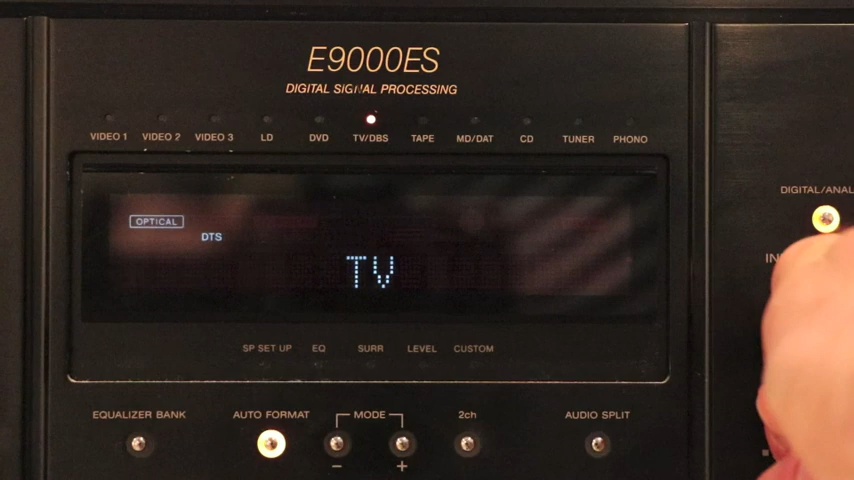 E9000ES
DIGITAL SIGNAL PROCESSING
VIDEO 1 VIDEO 2 VIDEO 3 LD DVD TV/DBS TAPE MD/DAT CD TUNER PHONO
DIGITAL/ANAL
OPTICAL
DTS
IN
TV
SP SET UP EQ SURR LEVEL CUSTOM
EQUALIZER BANK AUTO FORMAT MODE 2ch AUDIO SPLIT
− +